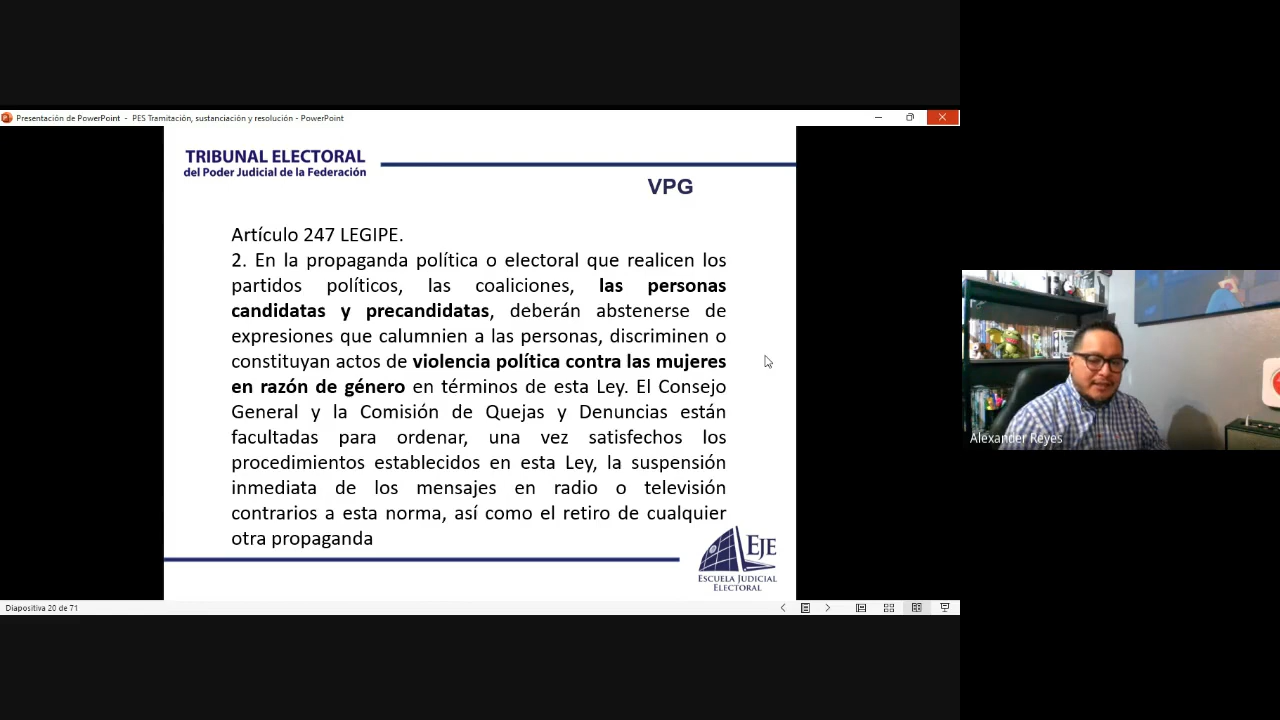 Presentación de PowerPoint - PES Tramitación, sustanciación y resolución - PowerPoint
TRIBUNAL ELECTORAL
del Poder Judicial de la Federación
VPG
Artículo 247 LEGIPE.
2. En la propaganda política o electoral que realicen los
partidos políticos, las coaliciones, las personas
candidatas y precandidatas, deberán abstenerse de
expresiones que calumnien a las personas, discriminen o
constituyan actos de violencia política contra las mujeres
en razón de género en términos de esta Ley. El Consejo
General y la Comisión de Quejas y Denuncias están
facultadas para ordenar, una vez satisfechos los
procedimientos establecidos en esta Ley, la suspensión
inmediata de los mensajes en radio o televisión
contrarios a esta norma, así como el retiro de cualquier
otra propaganda
EJE
ESCUELA JUDICIAL
ELECTORAL
Diapositiva 20 de 71
Alexander Reyes